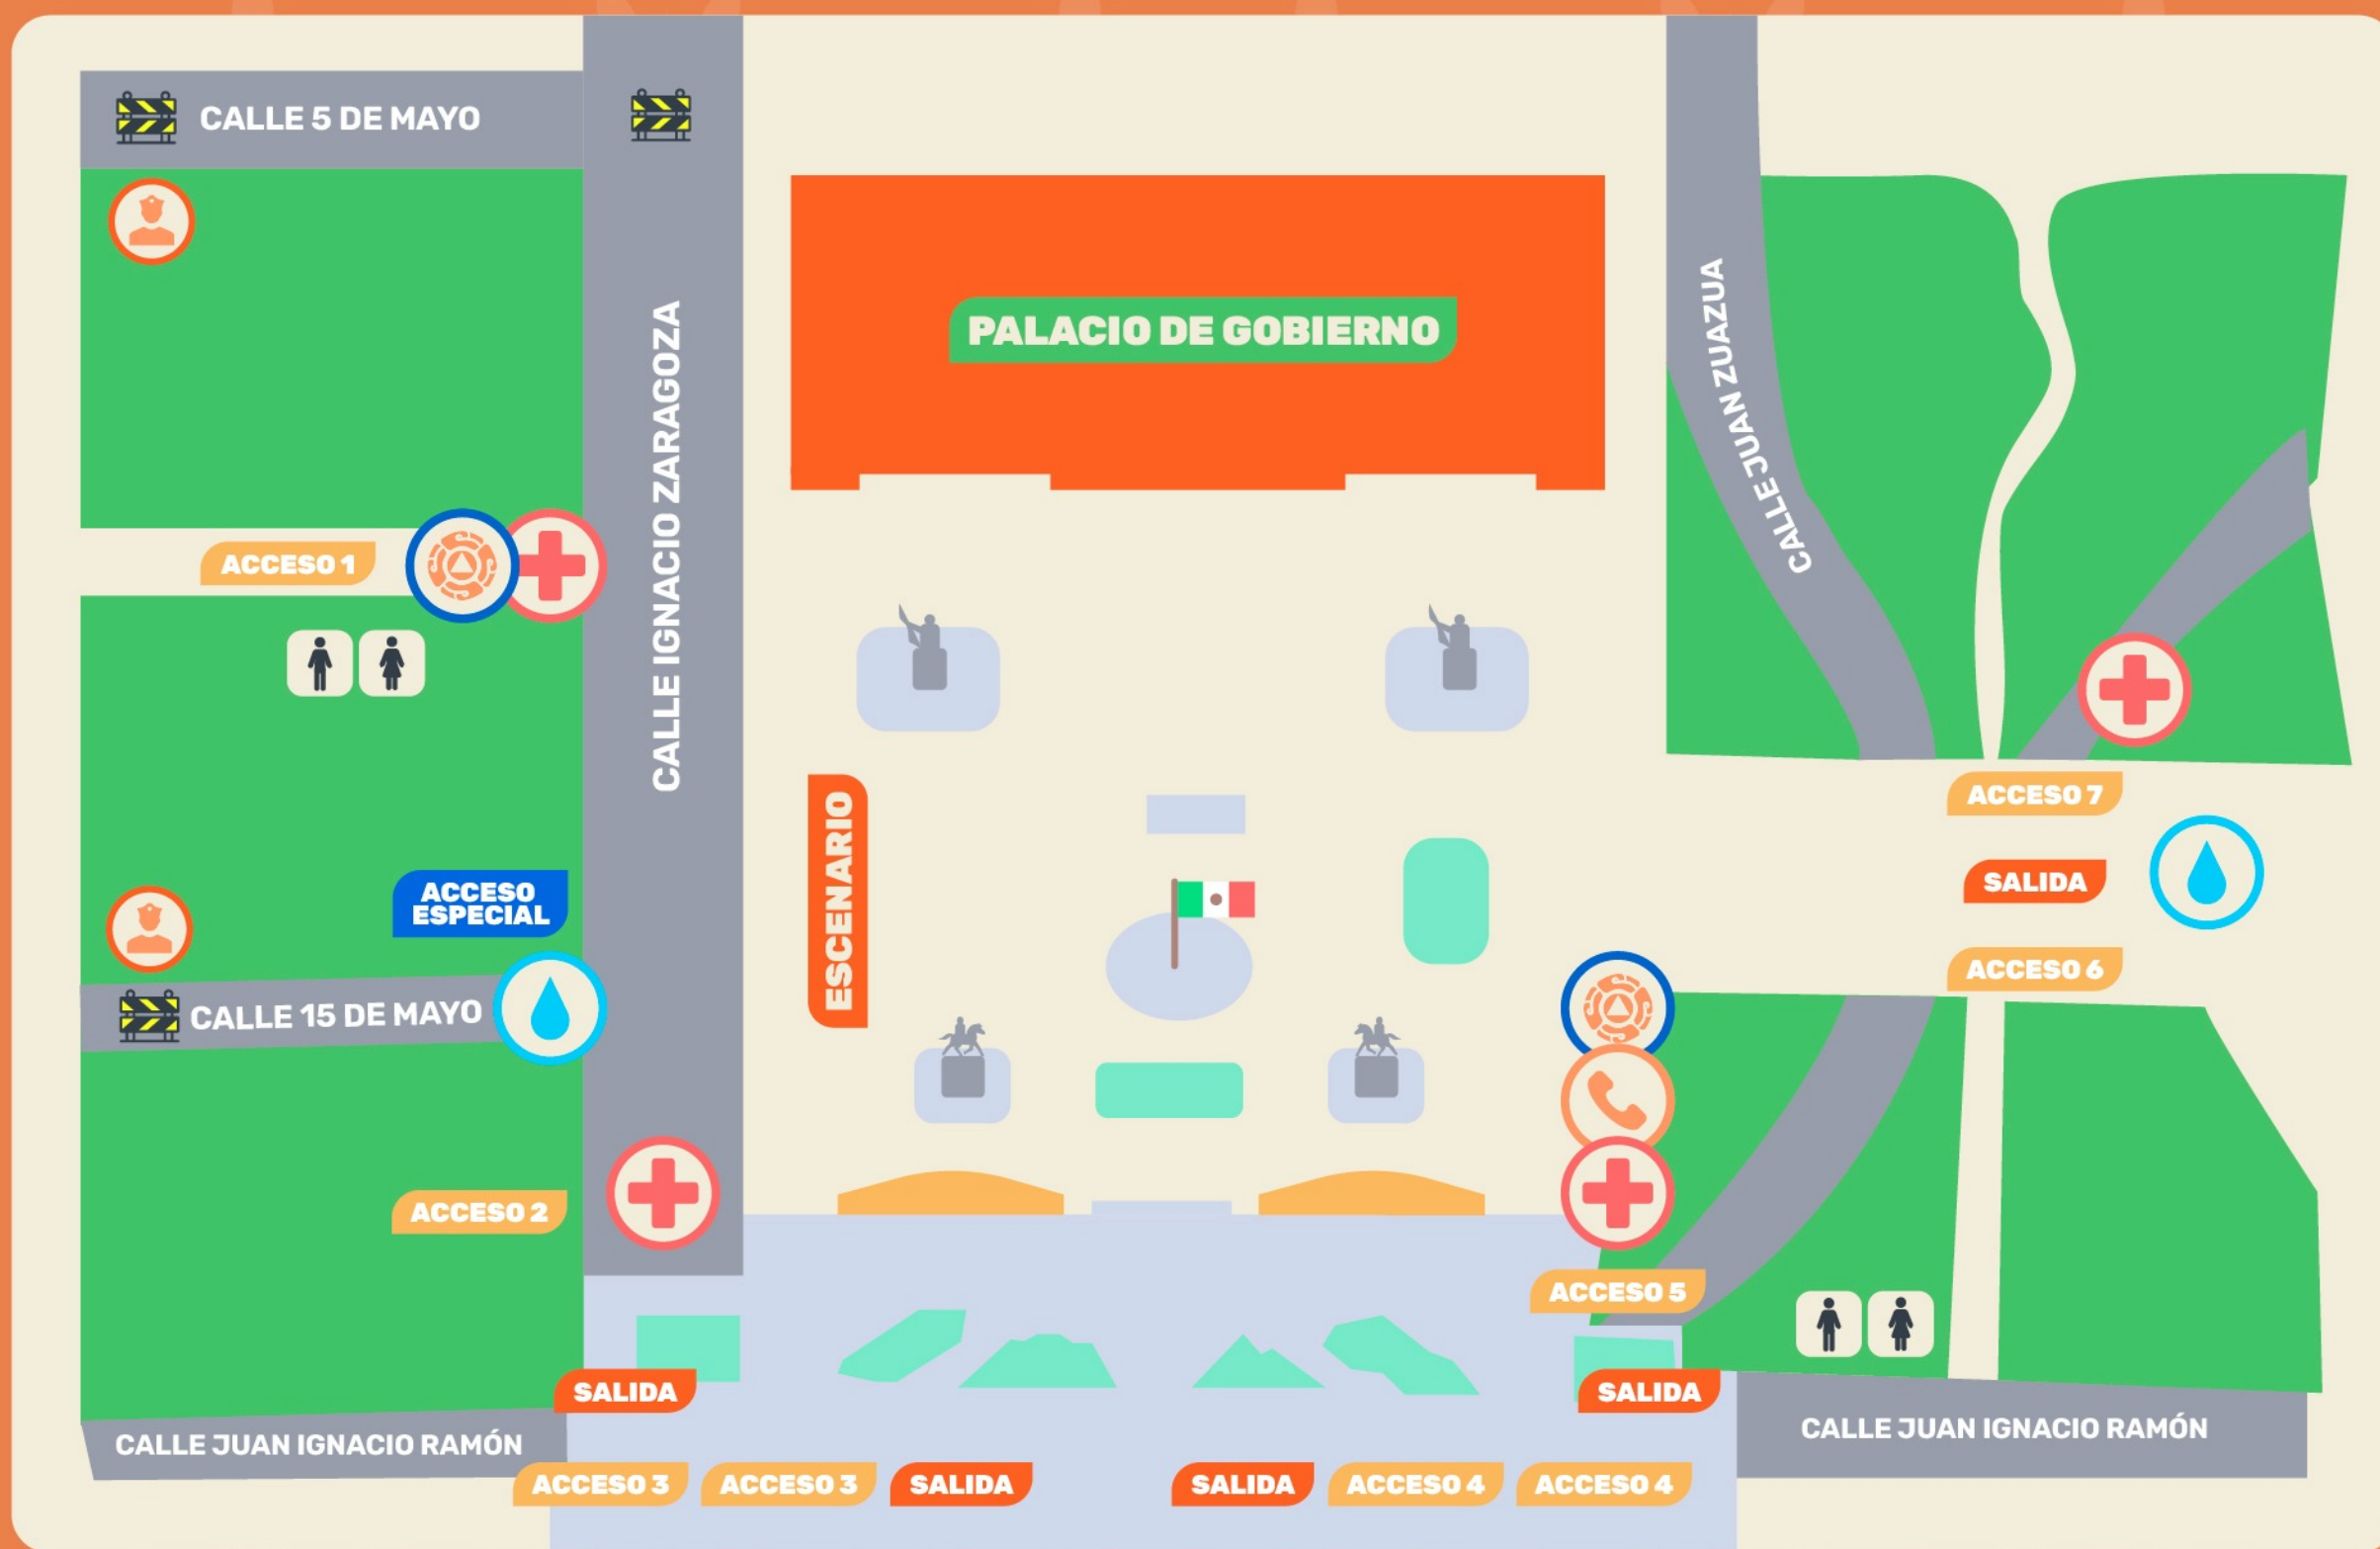 CALLE 5 DE MAYO
CALLE IGNACIO ZARAGOZA
PALACIO DE GOBIERNO
CALLE JUAN ZUAZUA
ACCESO 1
ESCENARIO
ACCESO 7
ACCESO
ESPECIAL
SALIDA
ACCESO 6
CALLE 15 DE MAYO
ACCESO 2
ACCESO 5
SALIDA
SALIDA
CALLE JUAN IGNACIO RAMÓN
CALLE JUAN IGNACIO RAMÓN
ACCESO 3
ACCESO 3
SALIDA
SALIDA
ACCESO 4
ACCESO 4